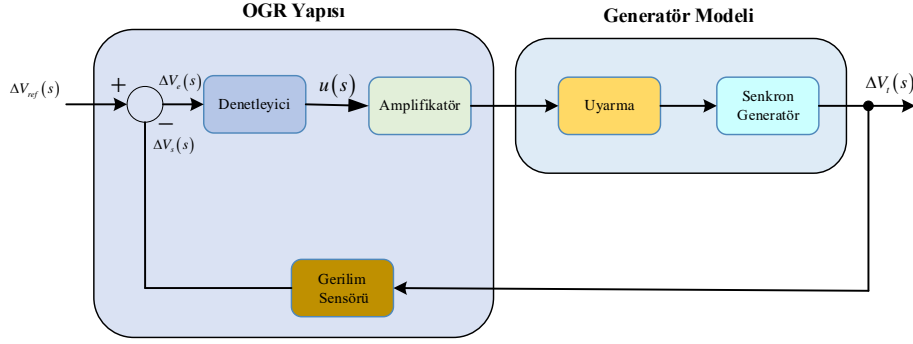 OGR Yapısı
Generatör Modeli
ΔV_ref(s)
+
ΔV_e(s)
Denetleyici
u(s)
Amplifikatör
Uyarma
Senkron
Generatör
ΔV_t(s)
−
ΔV_s(s)
Gerilim
Sensörü